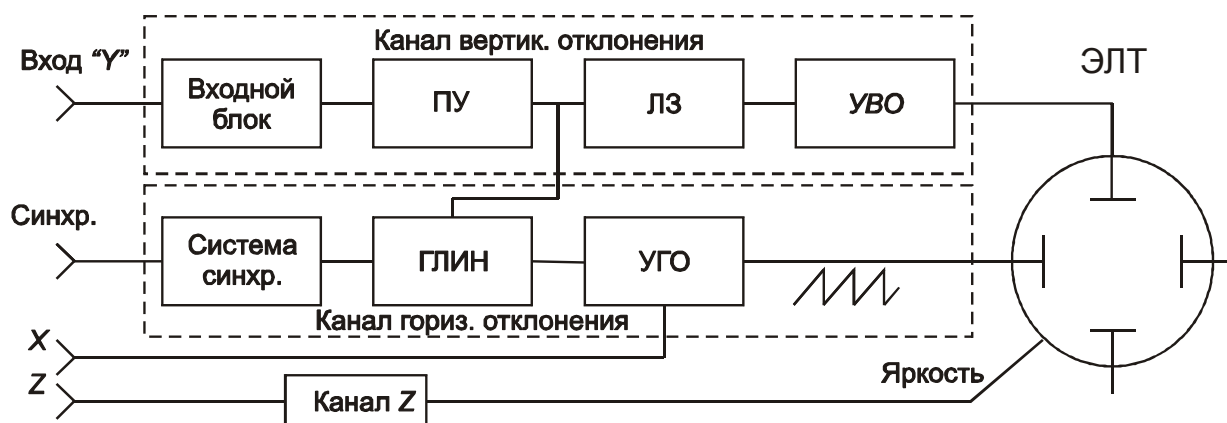 Канал вертик. отклонения
Вход “Y”
ЭЛТ
Входной
блок
ПУ
ЛЗ
УВО
Синхр.
Система
синхр.
ГЛИН
УГО
Канал гориз. отклонения
X
Z
Яркость
Канал Z